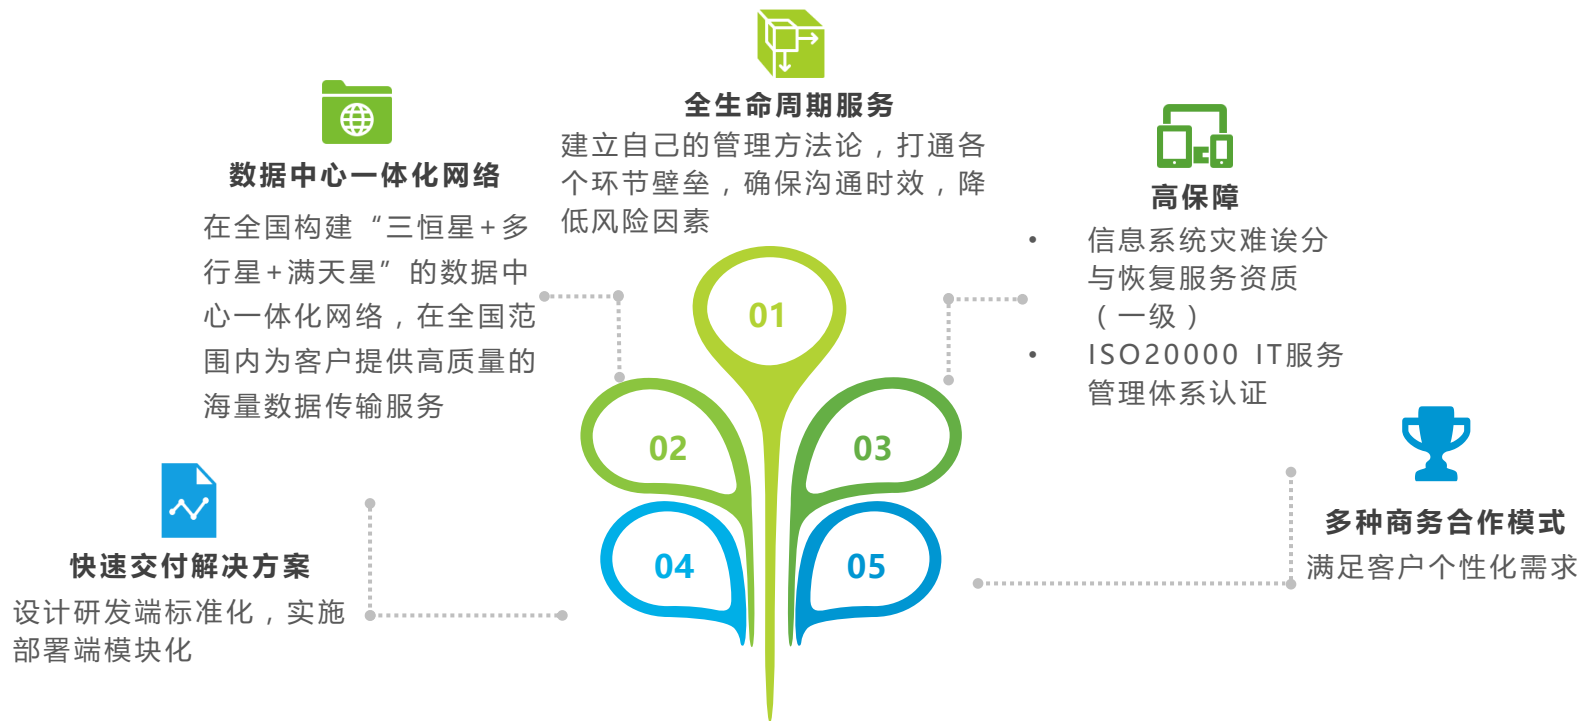 全生命周期服务
建立自己的管理方法论，打通各
个环节壁垒，确保沟通时效，降
低风险因素
数据中心一体化网络
在全国构建“三恒星+多
行星+满天星”的数据中
心一体化网络，在全国范
围内为客户提供高质量的
海量数据传输服务
高保障
• 信息系统灾难诶分
与恢复服务资质
（一级）
• ISO20000 IT服务
管理体系认证
01
02
03
04
05
快速交付解决方案
设计研发端标准化，实施
部署端模块化
多种商务合作模式
满足客户个性化需求